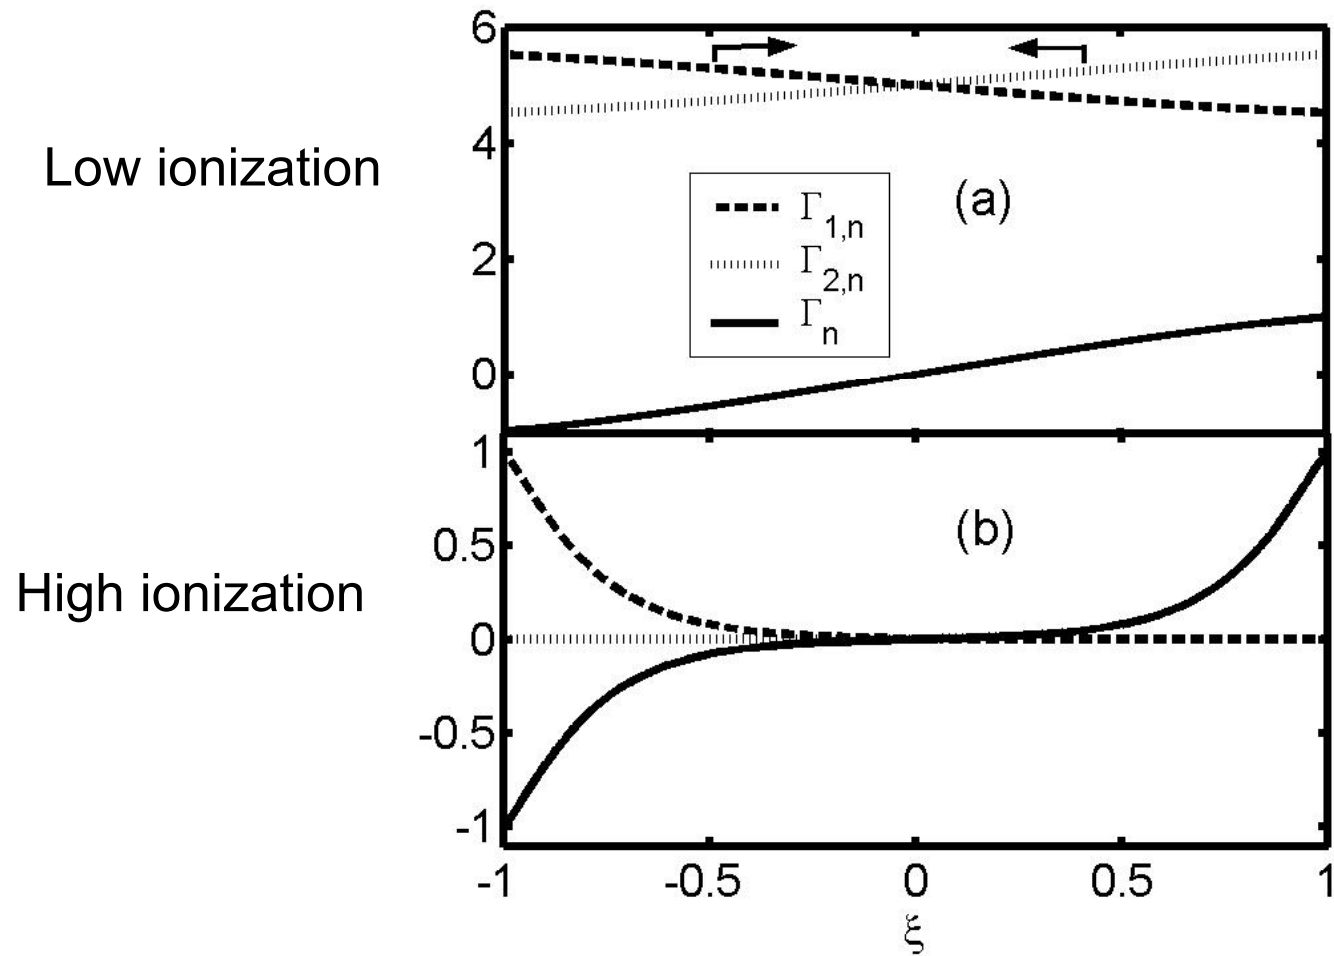 6
4
2
0
Low ionization
(a)
Γ1,n
Γ2,n
Γn
1
0.5
0
-0.5
-1
High ionization
(b)
-1 -0.5 0 0.5 1
ξ